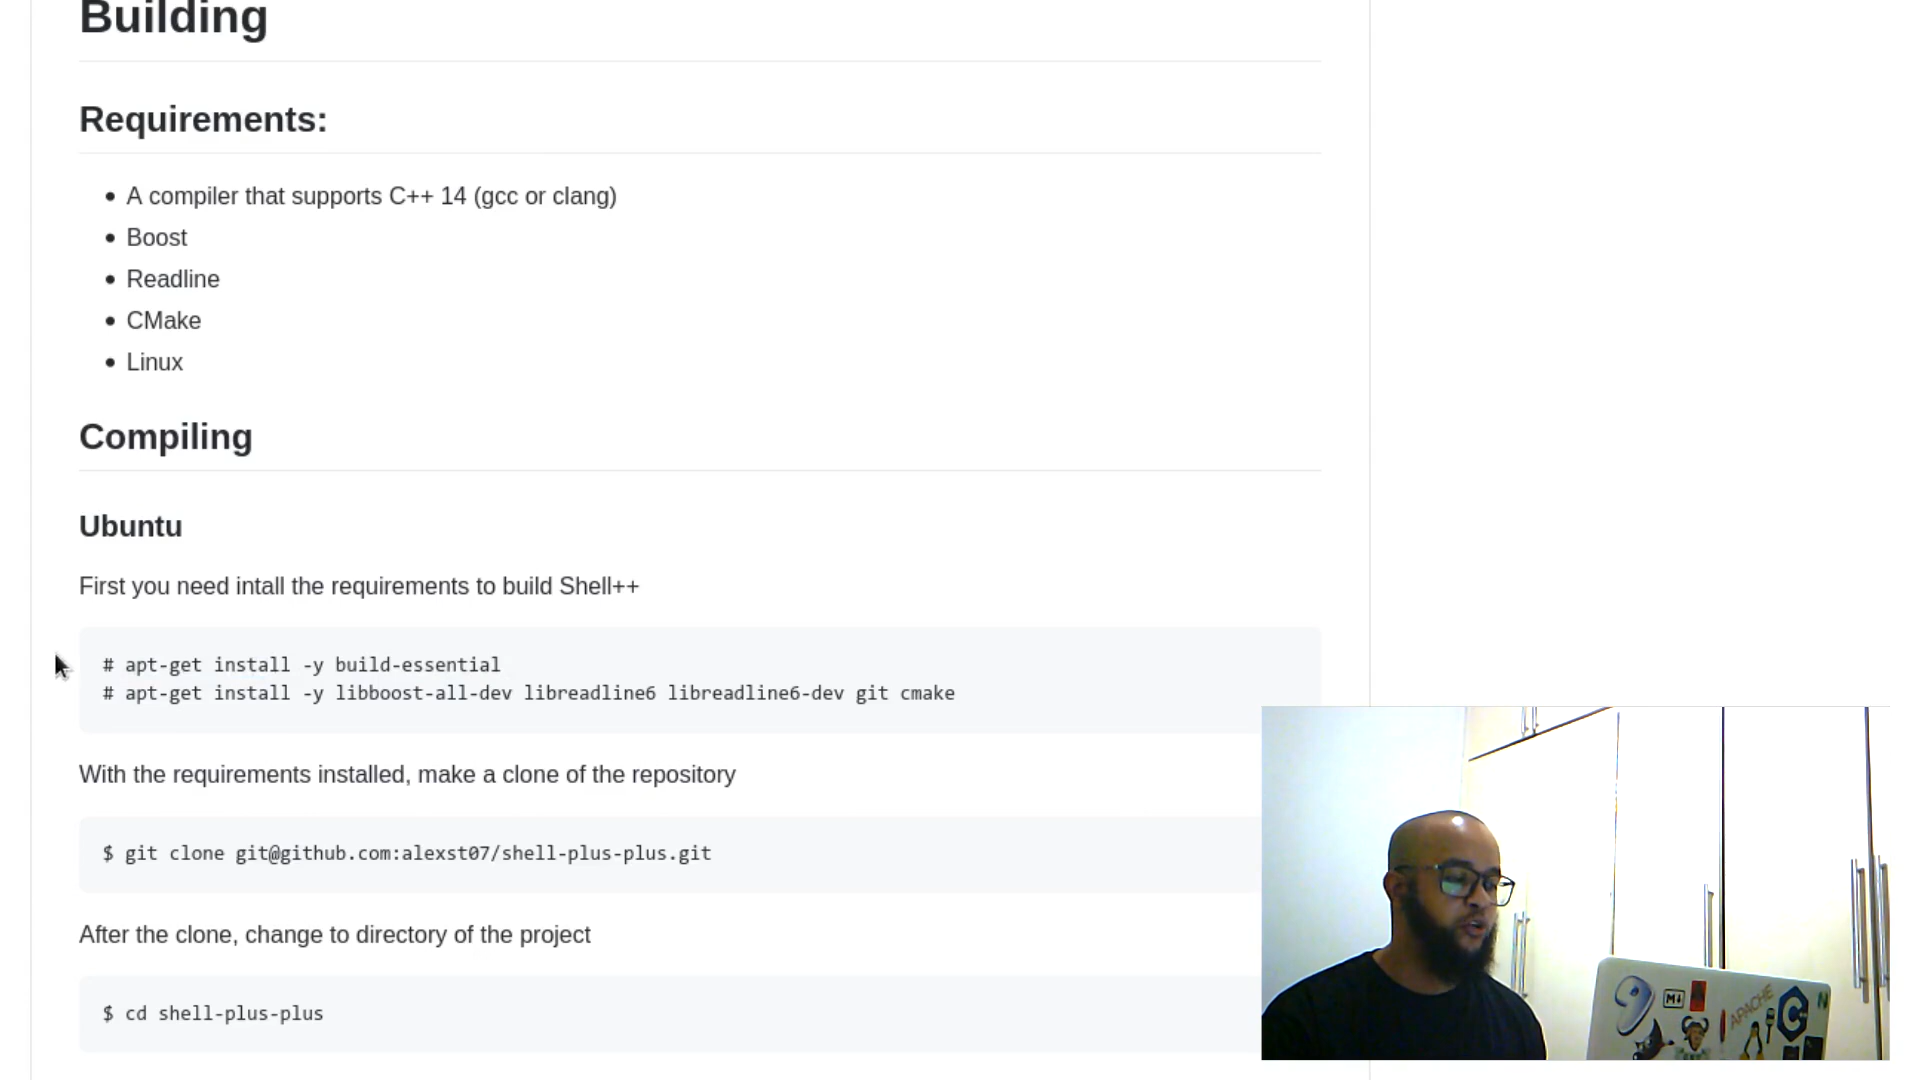 Building
Requirements:
A compiler that supports C++ 14 (gcc or clang)
Boost
Readline
CMake
Linux
Compiling
Ubuntu
First you need intall the requirements to build Shell++
# apt-get install -y build-essential
# apt-get install -y libboost-all-dev libreadline6 libreadline6-dev git cmake
With the requirements installed, make a clone of the repository
$ git clone git@github.com:alexst07/shell-plus-plus.git
After the clone, change to directory of the project
$ cd shell-plus-plus
M↓
APACHE
C++